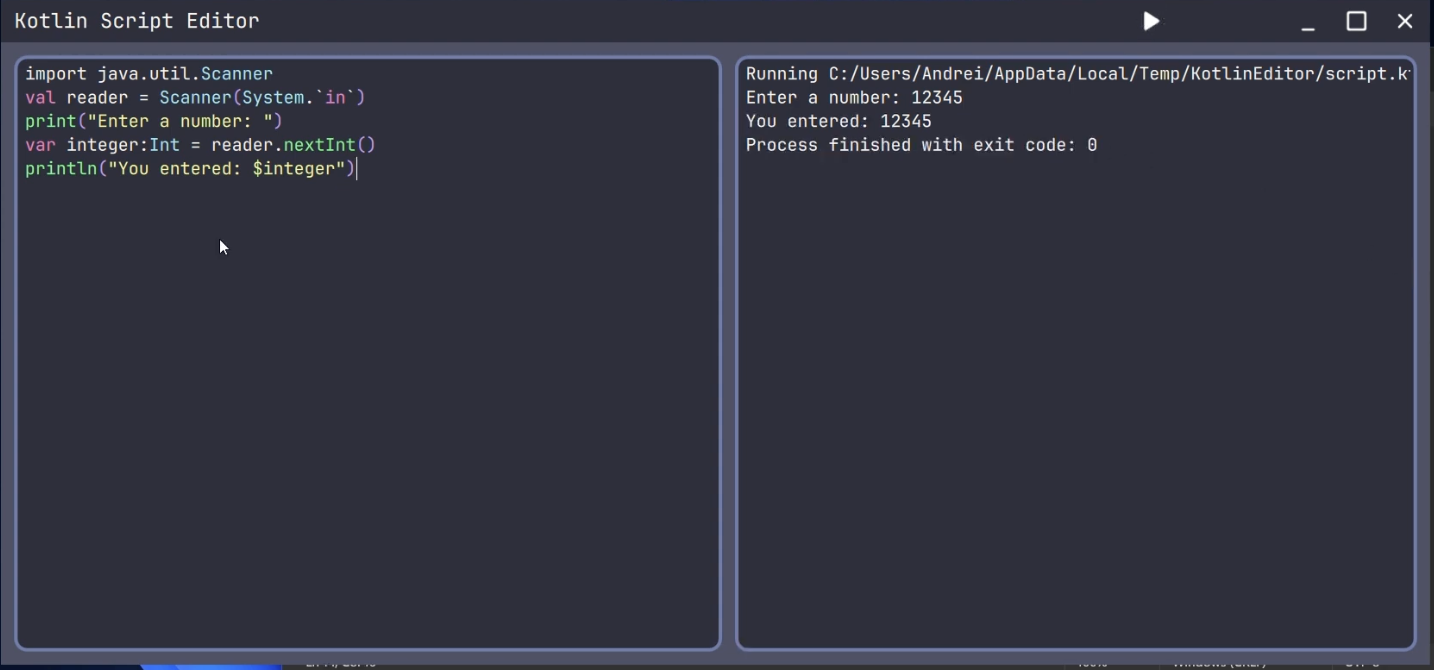 Kotlin Script Editor
import java.util.Scanner
val reader = Scanner(System.`in`)
print("Enter a number: ")
var integer:Int = reader.nextInt()
println("You entered: $integer")
Running C:/Users/Andrei/AppData/Local/Temp/KotlinEditor/script.k
Enter a number: 12345
You entered: 12345
Process finished with exit code: 0